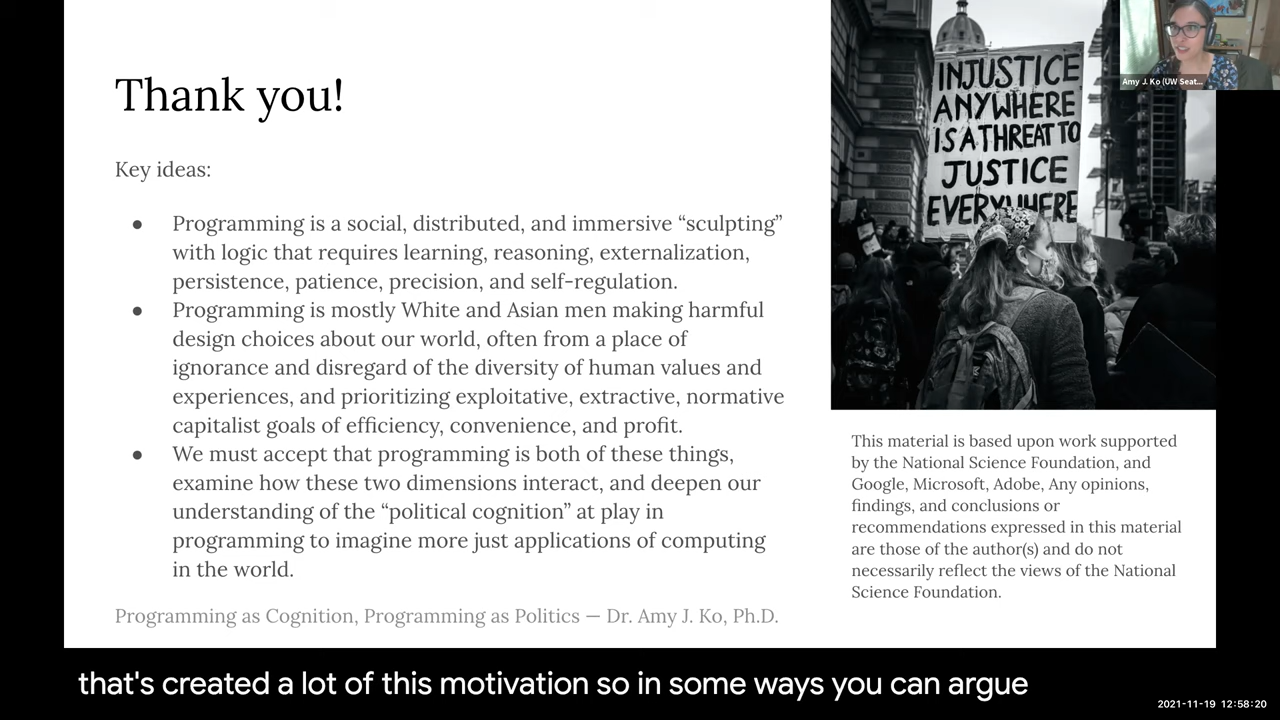 Thank you!
Key ideas:
● Programming is a social, distributed, and immersive “sculpting”
with logic that requires learning, reasoning, externalization,
persistence, patience, precision, and self-regulation.
● Programming is mostly White and Asian men making harmful
design choices about our world, often from a place of
ignorance and disregard of the diversity of human values and
experiences, and prioritizing exploitative, extractive, normative
capitalist goals of efficiency, convenience, and profit.
● We must accept that programming is both of these things,
examine how these two dimensions interact, and deepen our
understanding of the “political cognition” at play in
programming to imagine more just applications of computing
in the world.
Programming as Cognition, Programming as Politics — Dr. Amy J. Ko, Ph.D.
INJUSTICE
ANYWHERE
IS A THREAT TO
JUSTICE
EVERYWHERE
Amy J. Ko (UW Seat...
This material is based upon work supported
by the National Science Foundation, and
Google, Microsoft, Adobe, Any opinions,
findings, and conclusions or
recommendations expressed in this material
are those of the author(s) and do not
necessarily reflect the views of the National
Science Foundation.
that's created a lot of this motivation so in some ways you can argue
2021-11-19 12:58:20